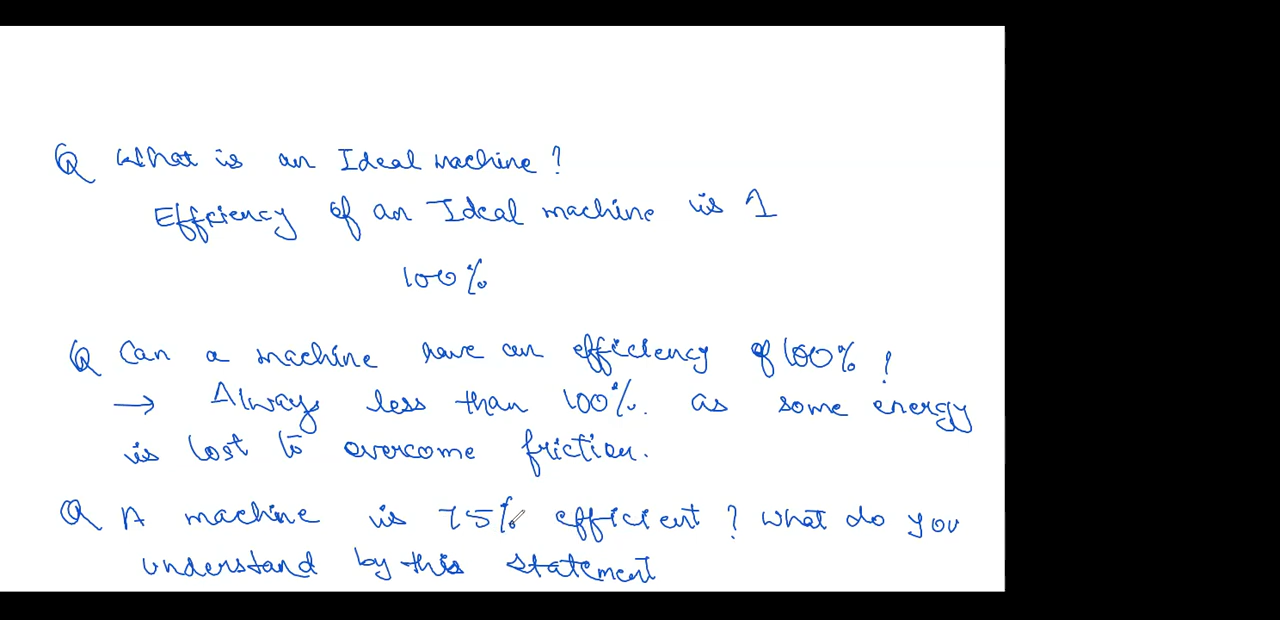 Q What is an Ideal machine?
Efficiency of an Ideal machine is 1
100%
Q Can a machine have an efficiency of 100%?
→ Always less than 100%. as some energy
is lost to overcome friction.
Q A machine is 75% efficient? What do you
understand by this statement